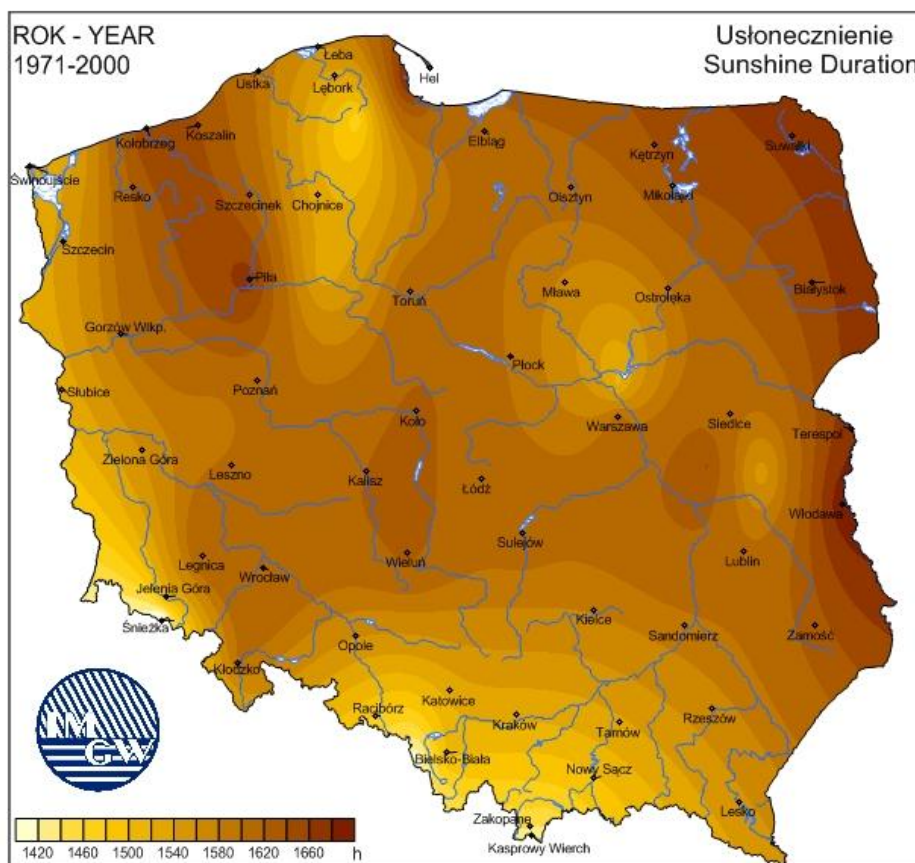 ROK - YEAR
1971-2000
Usłonecznienie
Sunshine Duration
Łeba
Ustka
Lębork
Hel
Koszalin
Kołobrzeg
Elbląg
Suwałki
Kętrzyn
Świnoujście
Resko
Szczecinek
Chojnice
Olsztyn
Mikołajki
Szczecin
Piła
Toruń
Mława
Ostrołęka
Białystok
Gorzów Wlkp.
Płock
Słubice
Poznań
Koło
Warszawa
Siedlce
Terespol
Zielona Góra
Leszno
Kalisz
Łódź
Włodawa
Sulejów
Legnica
Wrocław
Wieluń
Lublin
Jelenia Góra
Śnieżka
Kielce
Sandomierz
Zamość
Opole
Kłodzko
Katowice
Racibórz
Kraków
Tarnów
Rzeszów
Bielsko-Biała
Nowy Sącz
Lesko
Zakopane
Kasprowy Wierch
IM
GW
1420 1460 1500 1540 1580 1620 1660 h